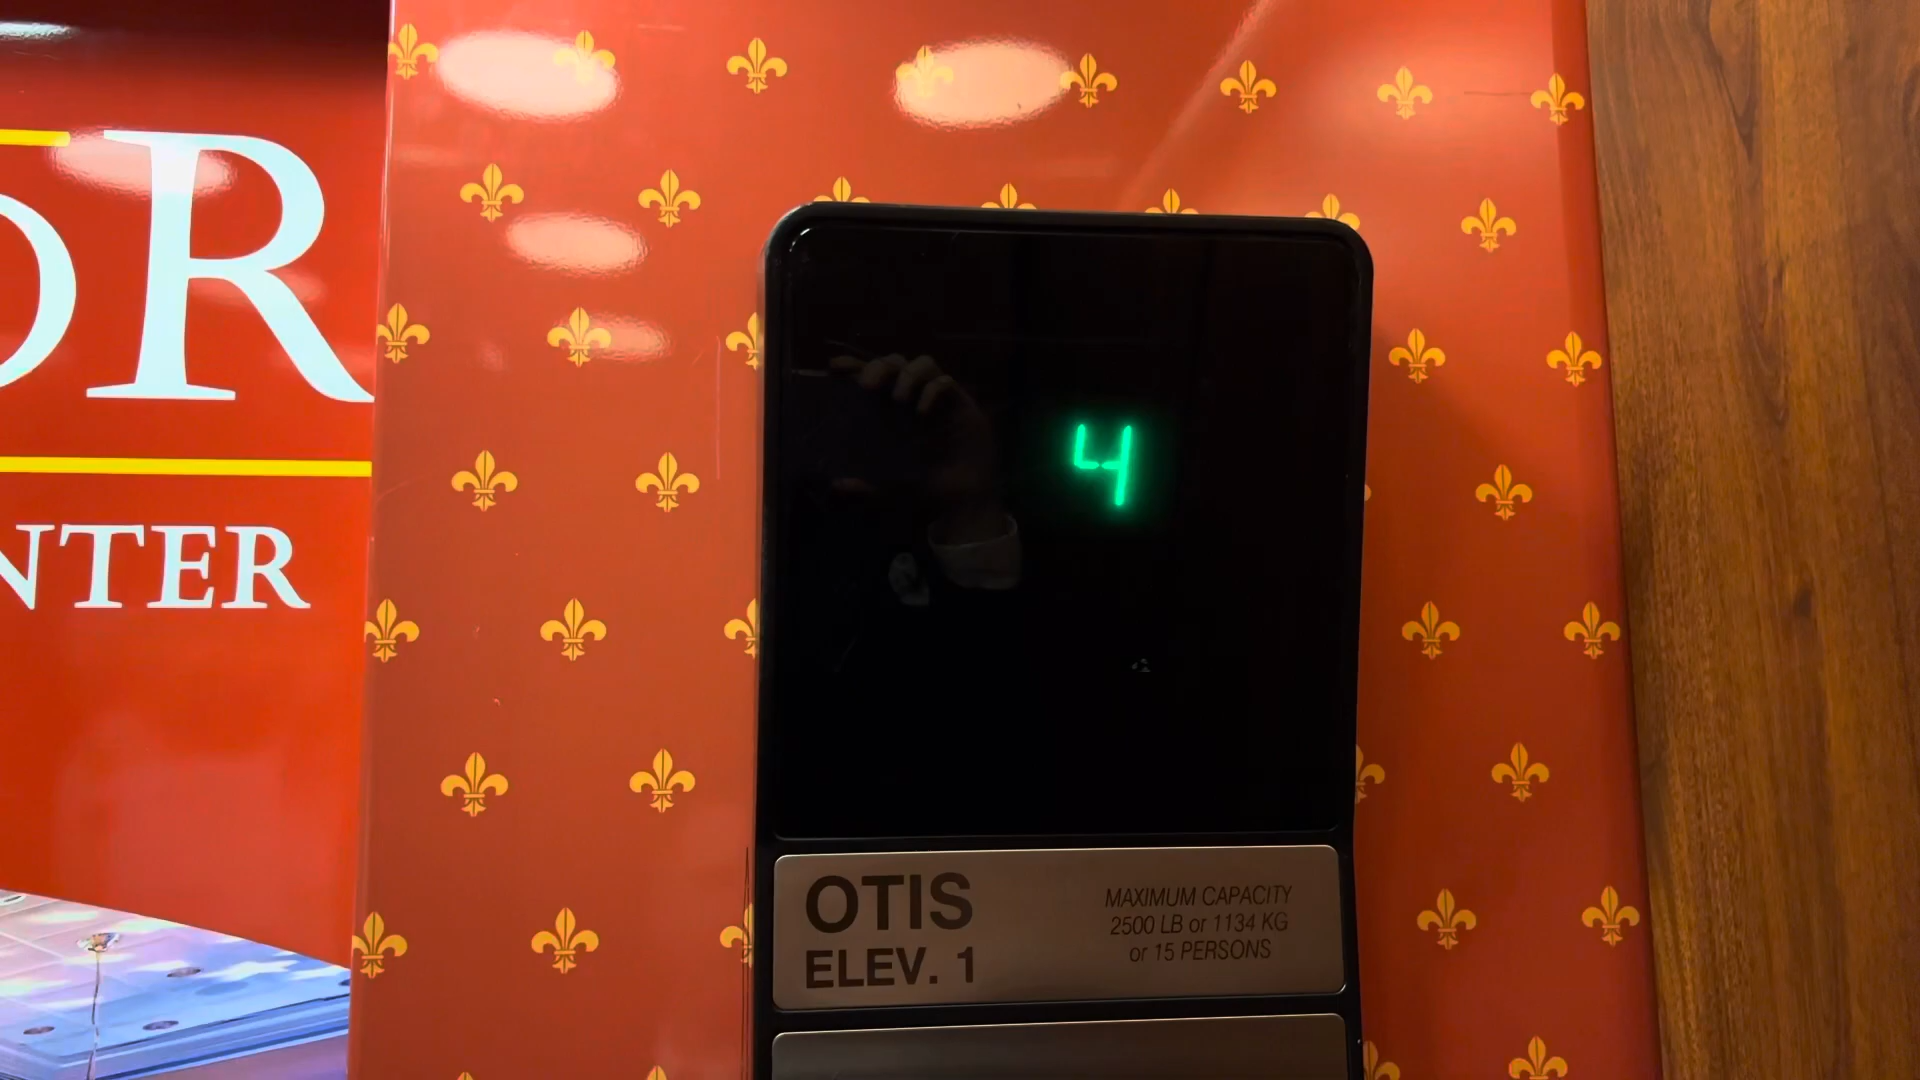 OR
NTER
4
OTIS
ELEV. 1
MAXIMUM CAPACITY
2500 LB or 1134 KG
or 15 PERSONS